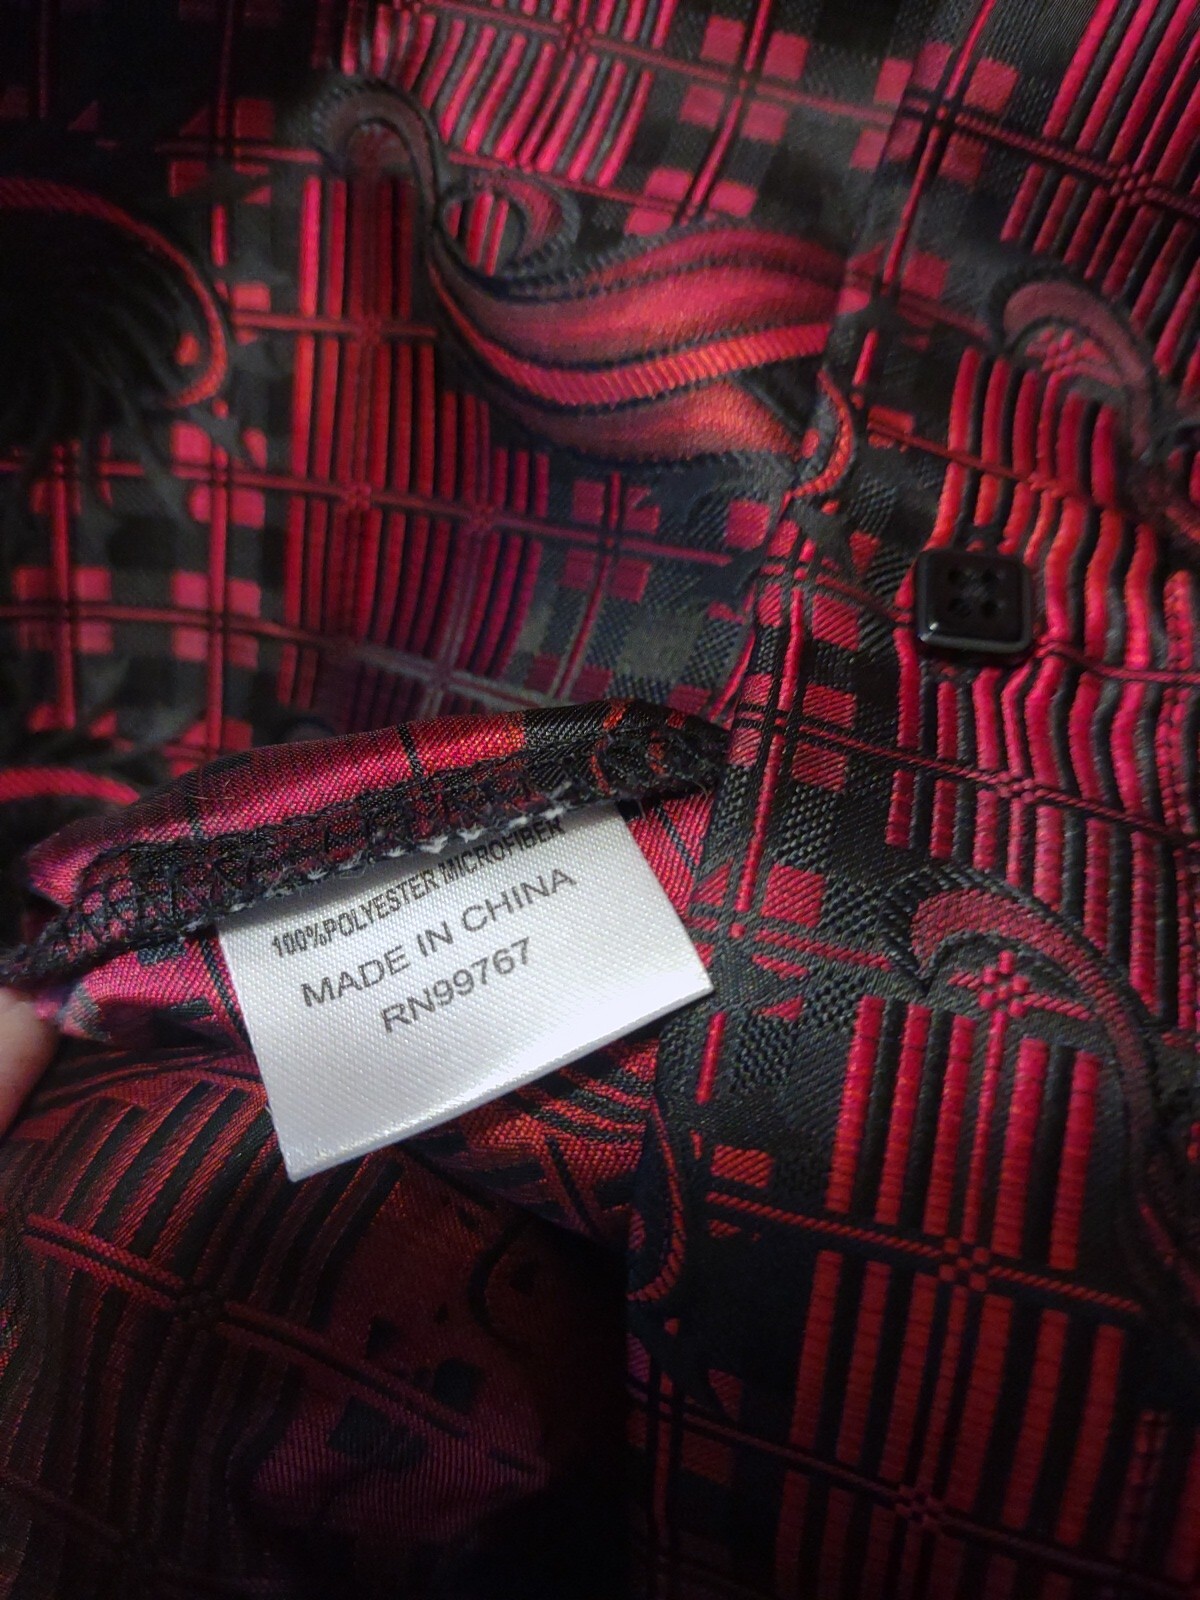 100%POLYESTER MICROFIBER
MADE IN CHINA
RN99767